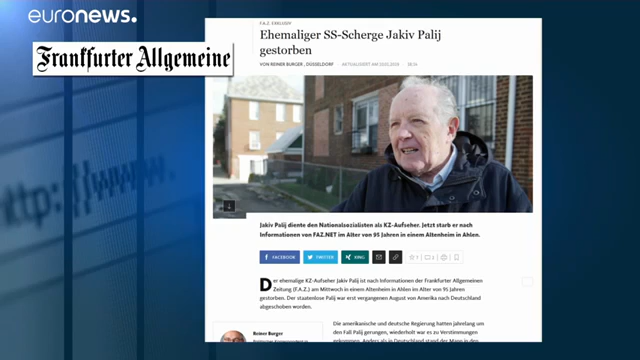 euronews.
Frankfurter Allgemeine
F.A.Z. EXKLUSIV
Ehemaliger SS-Scherge Jakiv Palij
gestorben
VON REINER BURGER, DÜSSELDORF - AKTUALISIERT AM
http://www.
Jakiv Palij diente den Nationalsozialisten als KZ-Aufseher. Jetzt starb er nach
Informationen von FAZ.NET im Alter von 95 Jahren in einem Altenheim in Ahlen.
FACEBOOK TWITTER XING
Der ehemalige KZ-Aufseher Jakiv Palij ist nach Informationen der Frankfurter Allgemeinen
Zeitung (F.A.Z.) am Mittwoch in einem Altenheim in Ahlen im Alter von 95 Jahren
gestorben. Der staatenlose Palij war erst vergangenen August von Amerika nach Deutschland
abgeschoben worden.
Reiner Burger
Die amerikanische und deutsche Regierung hatten jahrelang um
den Fall Palij gerungen, wiederholt war es zu Verstimmungen